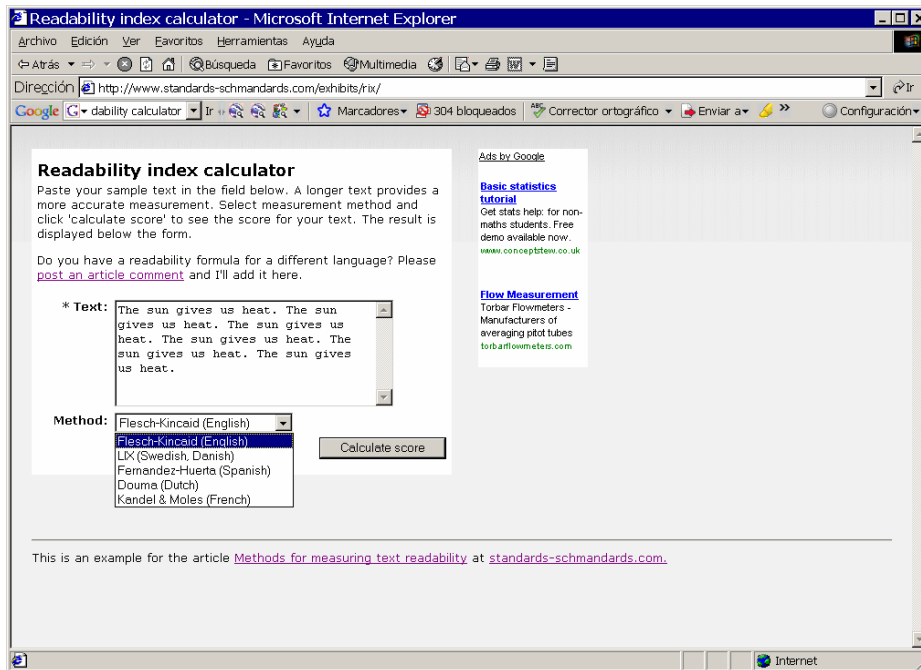 Readability index calculator - Microsoft Internet Explorer
Archivo Edición Ver Favoritos Herramientas Ayuda
Atrás Búsqueda Favoritos Multimedia
Dirección http://www.standards-schmandards.com/exhibits/rix/ Ir
Google G dability calculator Ir Marcadores 304 bloqueados ABC Corrector ortográfico Enviar a » Configuración
Readability index calculator
Paste your sample text in the field below. A longer text provides a
more accurate measurement. Select measurement method and
click 'calculate score' to see the score for your text. The result is
displayed below the form.
Do you have a readability formula for a different language? Please
post an article comment and I'll add it here.
* Text:
The sun gives us heat. The sun
gives us heat. The sun gives us
heat. The sun gives us heat. The
sun gives us heat. The sun gives
us heat.
Method: Flesch-Kincaid (English)
Flesch-Kincaid (English)
LIX (Swedish, Danish)
Fernandez-Huerta (Spanish)
Douma (Dutch)
Kandel & Moles (French)
Calculate score
Ads by Google
Basic statistics
tutorial
Get stats help: for non-
maths students. Free
demo available now.
www.conceptstew.co.uk
Flow Measurement
Torbar Flowmeters -
Manufacturers of
averaging pitot tubes
torbarflowmeters.com
This is an example for the article Methods for measuring text readability at standards-schmandards.com.
Internet